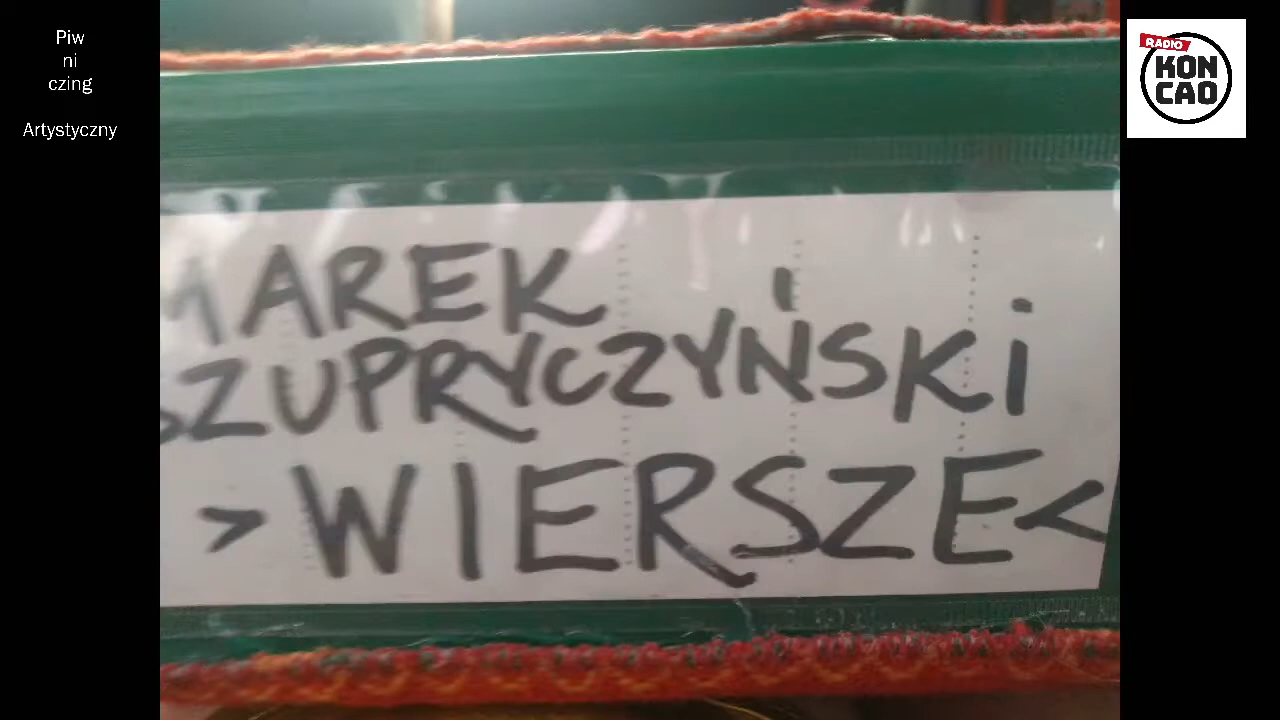 Piw
ni
czing
Artystyczny
RADIO
KON
CAO
MAREK
SZUPRYCZYŃSKI
>WIERSZE<